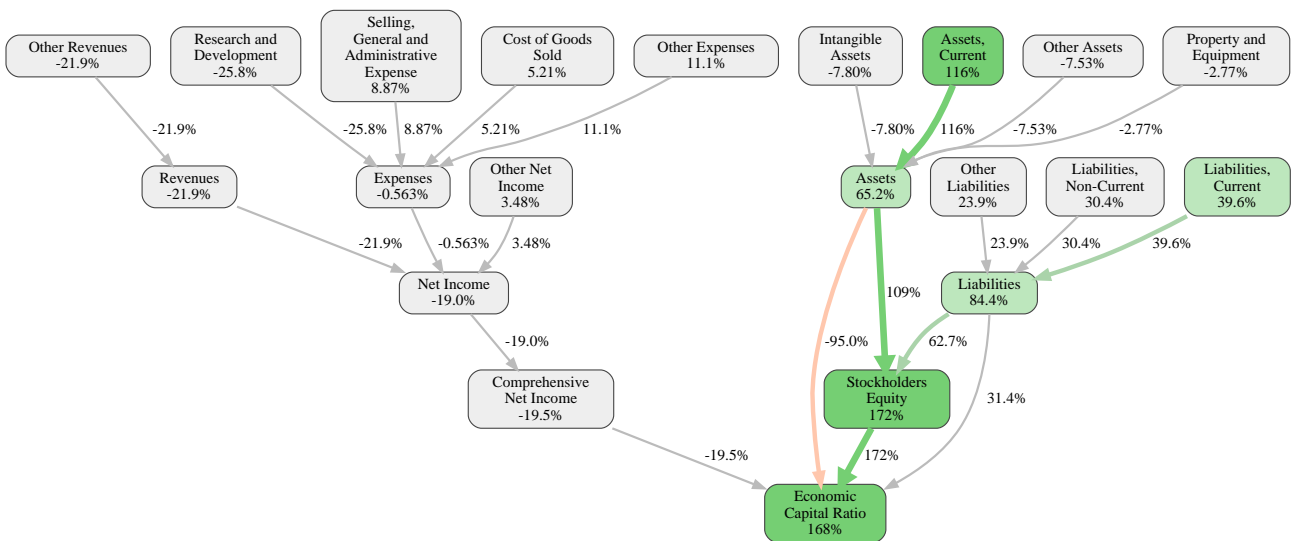 Other Revenues
-21.9%
Research and
Development
-25.8%
Selling,
General and
Administrative
Expense
8.87%
Cost of Goods
Sold
5.21%
Other Expenses
11.1%
Intangible
Assets
-7.80%
Assets,
Current
116%
Other Assets
-7.53%
Property and
Equipment
-2.77%
-21.9%
-25.8%
8.87%
5.21%
11.1%
-7.80%
116%
-7.53%
-2.77%
Revenues
-21.9%
Expenses
-0.563%
Other Net
Income
3.48%
Assets
65.2%
Other
Liabilities
23.9%
Liabilities,
Non-Current
30.4%
Liabilities,
Current
39.6%
-21.9%
-0.563%
3.48%
23.9%
30.4%
39.6%
Net Income
-19.0%
109%
Liabilities
84.4%
-19.0%
-95.0%
62.7%
Comprehensive
Net Income
-19.5%
Stockholders
Equity
172%
31.4%
-19.5%
172%
Economic
Capital Ratio
168%